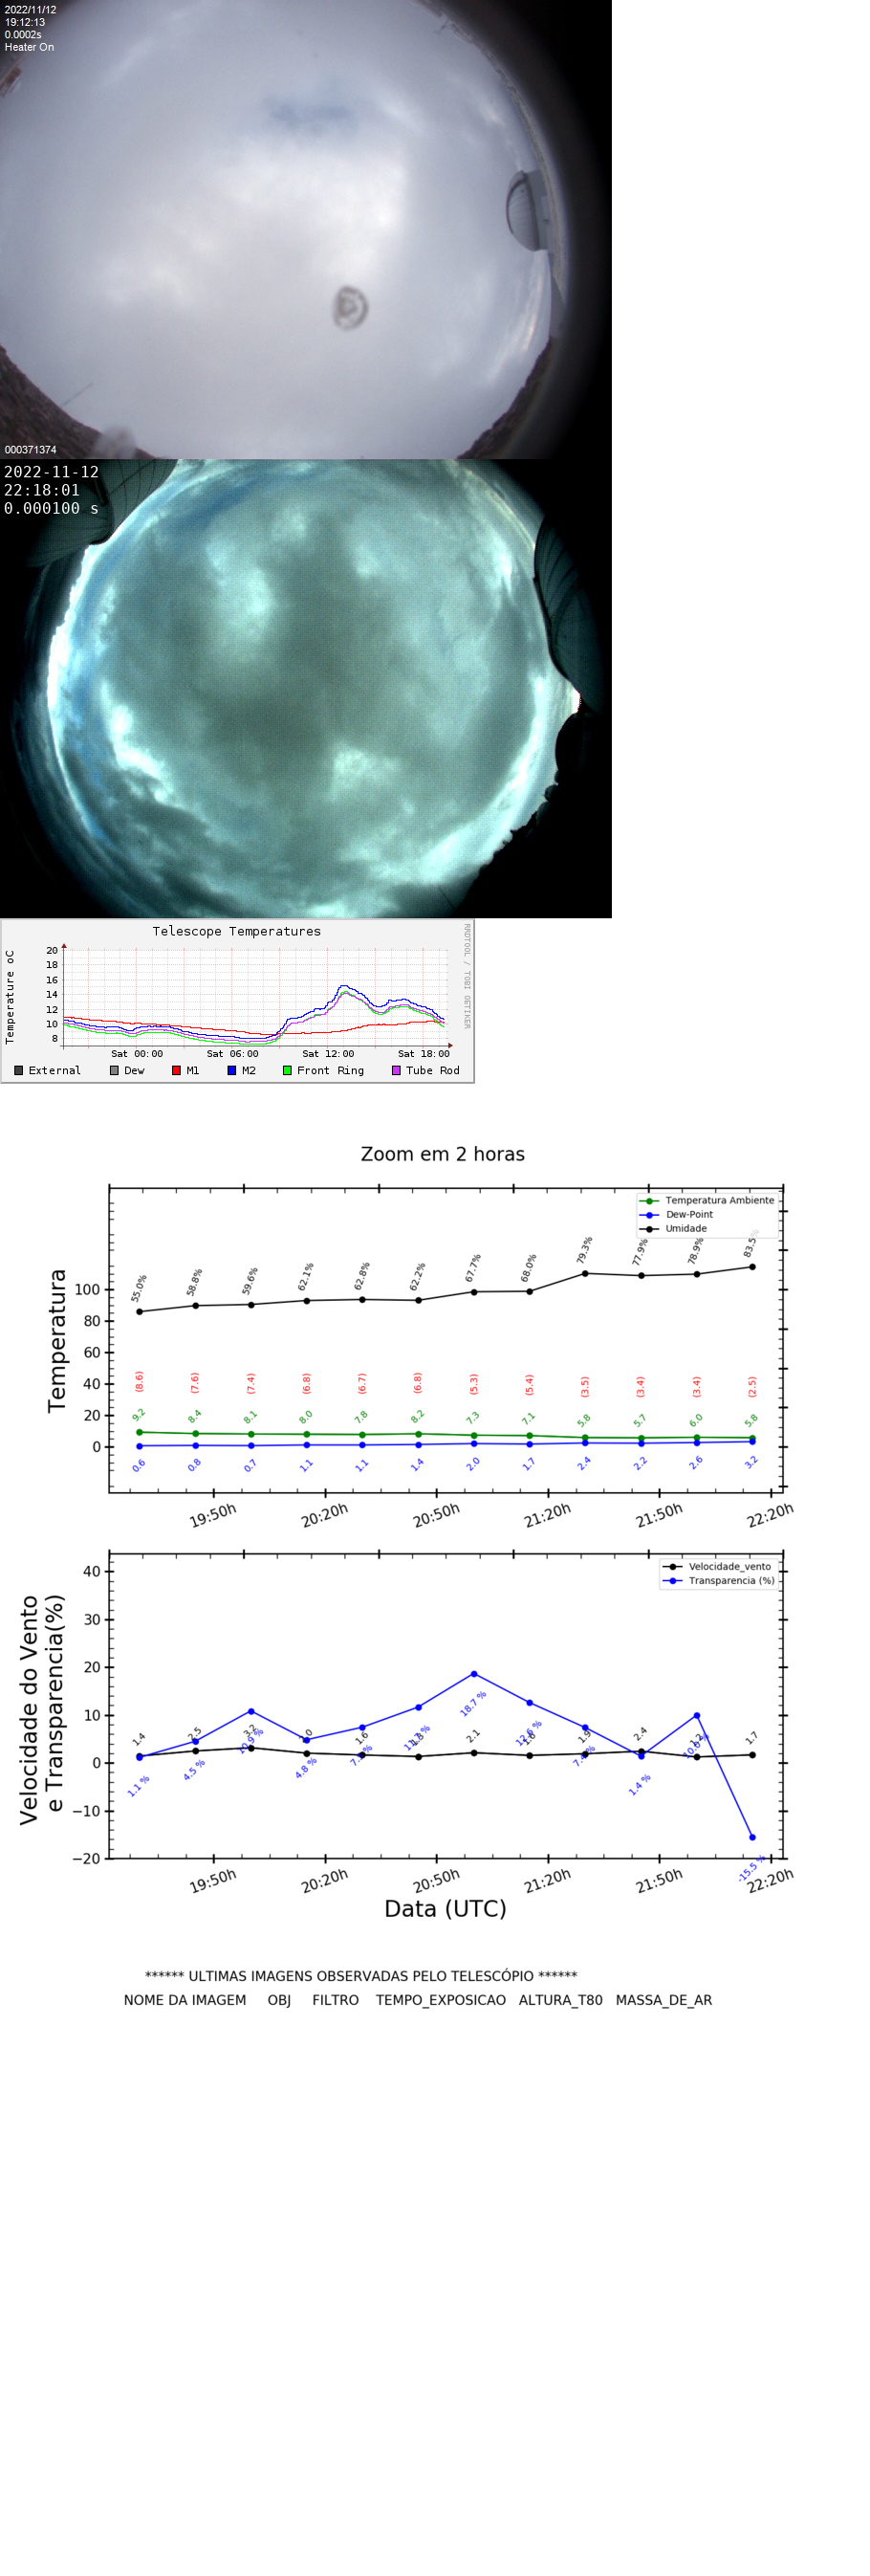 2022/11/12
19:12:13
0.0002s
Heater On
000371374
2022-11-12
22:18:01
0.000100 s
Telescope Temperatures
RRDTOOL / TOBI OETIKER
Temperature oC
20
18
16
14
12
10
8
Sat 00:00 Sat 06:00 Sat 12:00 Sat 18:00
External Dew M1 M2 Front Ring Tube Rod
Zoom em 2 horas
Temperatura Ambiente
Dew-Point
Umidade
Temperatura
100
80
60
40
20
0
55.0% 58.8% 59.6% 62.1% 62.8% 62.2% 67.7% 68.0% 79.3% 77.9% 78.9%
(8.6) (7.6) (7.4) (6.8) (6.7) (6.8) (5.3) (5.4) (3.5) (3.4) (3.4) (2.5)
9.2 8.4 8.1 8.0 7.8 8.2 7.3 7.1 5.8 5.7 6.0 5.8
0.6 0.8 0.7 1.1 1.1 1.4 2.0 1.7 2.4 2.2 2.6 3.2
19:50h 20:20h 20:50h 21:20h 21:50h 22:20h
Velocidade_vento
Transparencia (%)
Velocidade do Vento
e Transparencia(%)
40
30
20
10
0
−10
−20
1.4 2.5 3.2 1.6 2.1 1.9 2.4 1.7
1.1 % 4.5 % 10.9 % 4.8 % 18.7 % 12.6 % 1.4 % -15.5 %
19:50h 20:20h 20:50h 21:20h 21:50h 22:20h
Data (UTC)
****** ULTIMAS IMAGENS OBSERVADAS PELO TELESCÓPIO ******
NOME DA IMAGEM OBJ FILTRO TEMPO_EXPOSICAO ALTURA_T80 MASSA_DE_AR